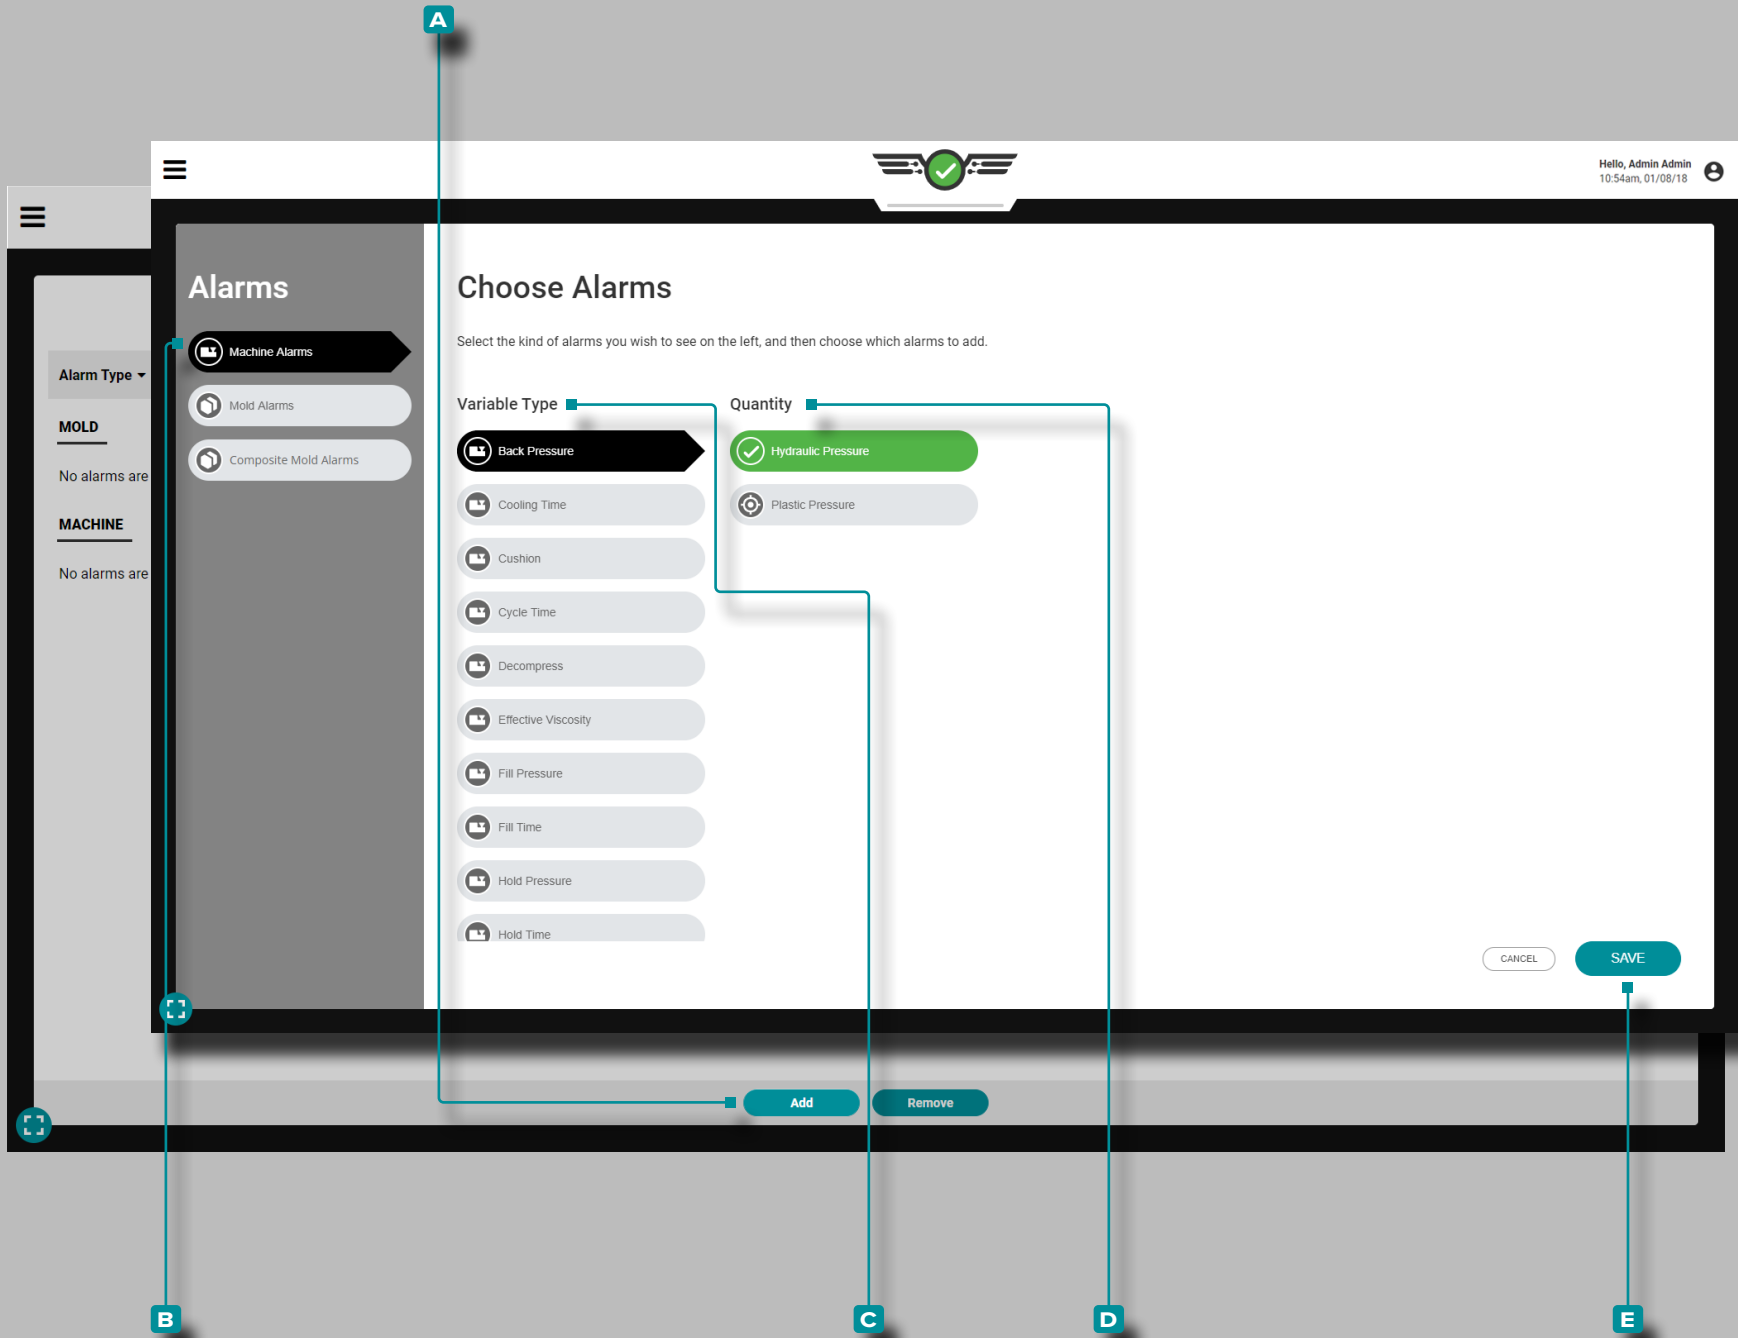 A
Hello, Admin Admin
10:54am, 01/08/18
Alarms
Machine Alarms
Mold Alarms
Composite Mold Alarms
Choose Alarms
Select the kind of alarms you wish to see on the left, and then choose which alarms to add.
Variable Type
Back Pressure
Cooling Time
Cushion
Cycle Time
Decompress
Effective Viscosity
Fill Pressure
Fill Time
Hold Pressure
Hold Time
Quantity
Hydraulic Pressure
Plastic Pressure
CANCEL
SAVE
Alarm Type
MOLD
No alarms are
MACHINE
No alarms are
Add
Remove
B
C
D
E